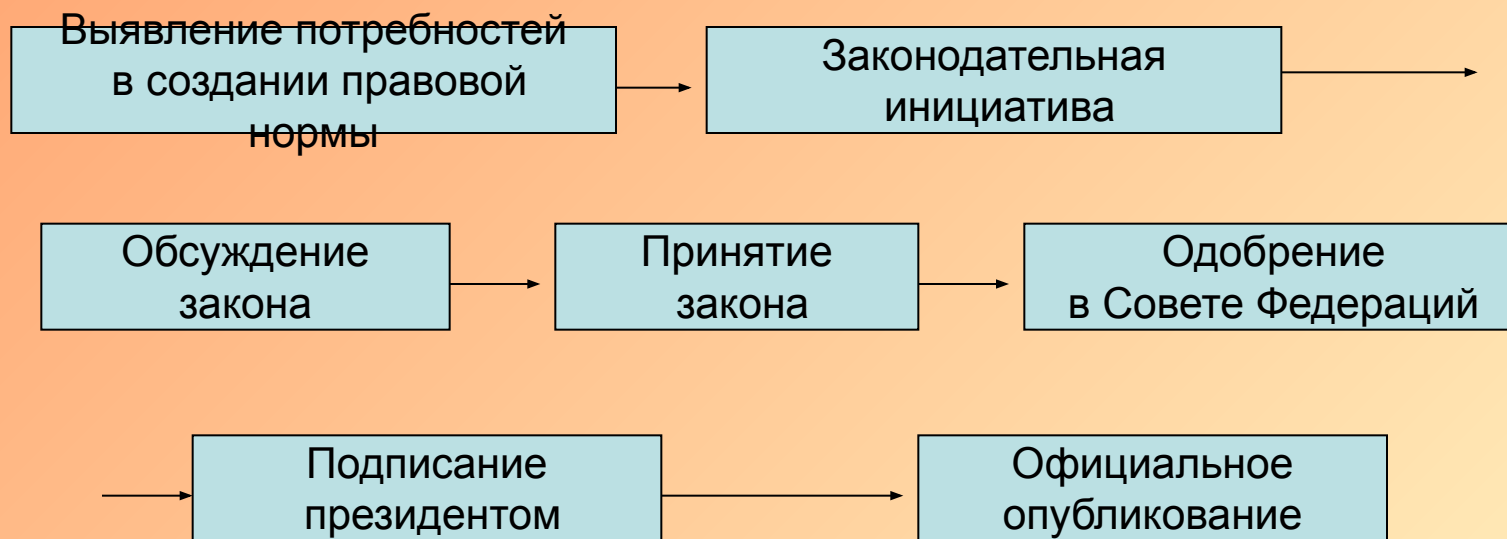 Выявление потребностей
в создании правовой
нормы
Законодательная
инициатива
Обсуждение
закона
Принятие
закона
Одобрение
в Совете Федераций
Подписание
президентом
Официальное
опубликование